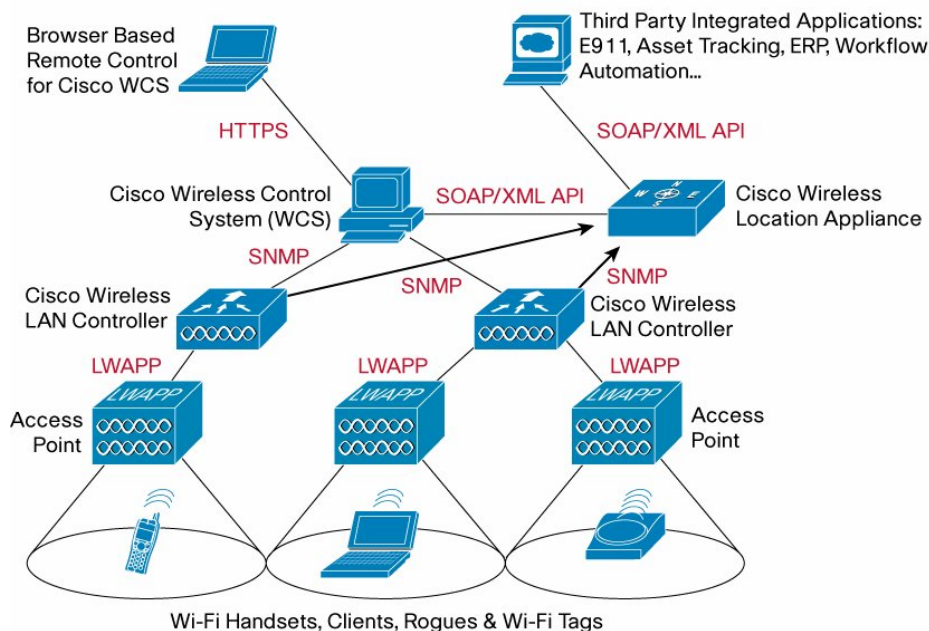 Browser Based
Remote Control
for Cisco WCS
Third Party Integrated Applications:
E911, Asset Tracking, ERP, Workflow
Automation...
HTTPS
SOAP/XML API
Cisco Wireless Control
System (WCS)
SOAP/XML API
N
W
E
S
Cisco Wireless
Location Appliance
SNMP
SNMP
SNMP
Cisco Wireless
LAN Controller
Cisco Wireless
LAN Controller
LWAPP
LWAPP
LWAPP
LWAPP
LWAPP
LWAPP
Access
Point
Access
Point
Wi-Fi Handsets, Clients, Rogues & Wi-Fi Tags